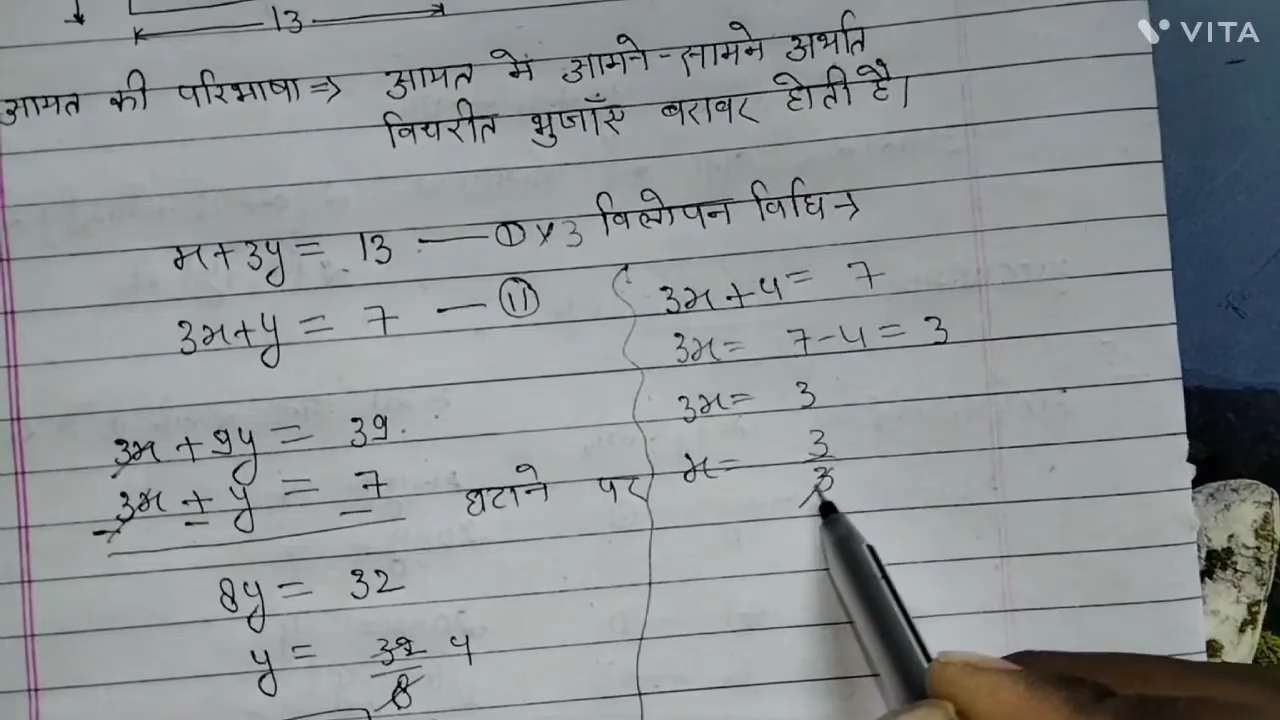 13
VITA
आयत की परिभाषा ⇒ आयत में आमने-सामने अर्थात
विपरीत भुजाएँ बराबर होती है।
x+3y = 13 — ① ×3 विलोपन विधि →
3x+y = 7 — ⑪
3x + 9y = 39.
3x + y = 7 घटाने पर
- - -
8y = 32
y = 32/8 4
3x+4 = 7
3x = 7-4 = 3
3x = 3
x = 3/3